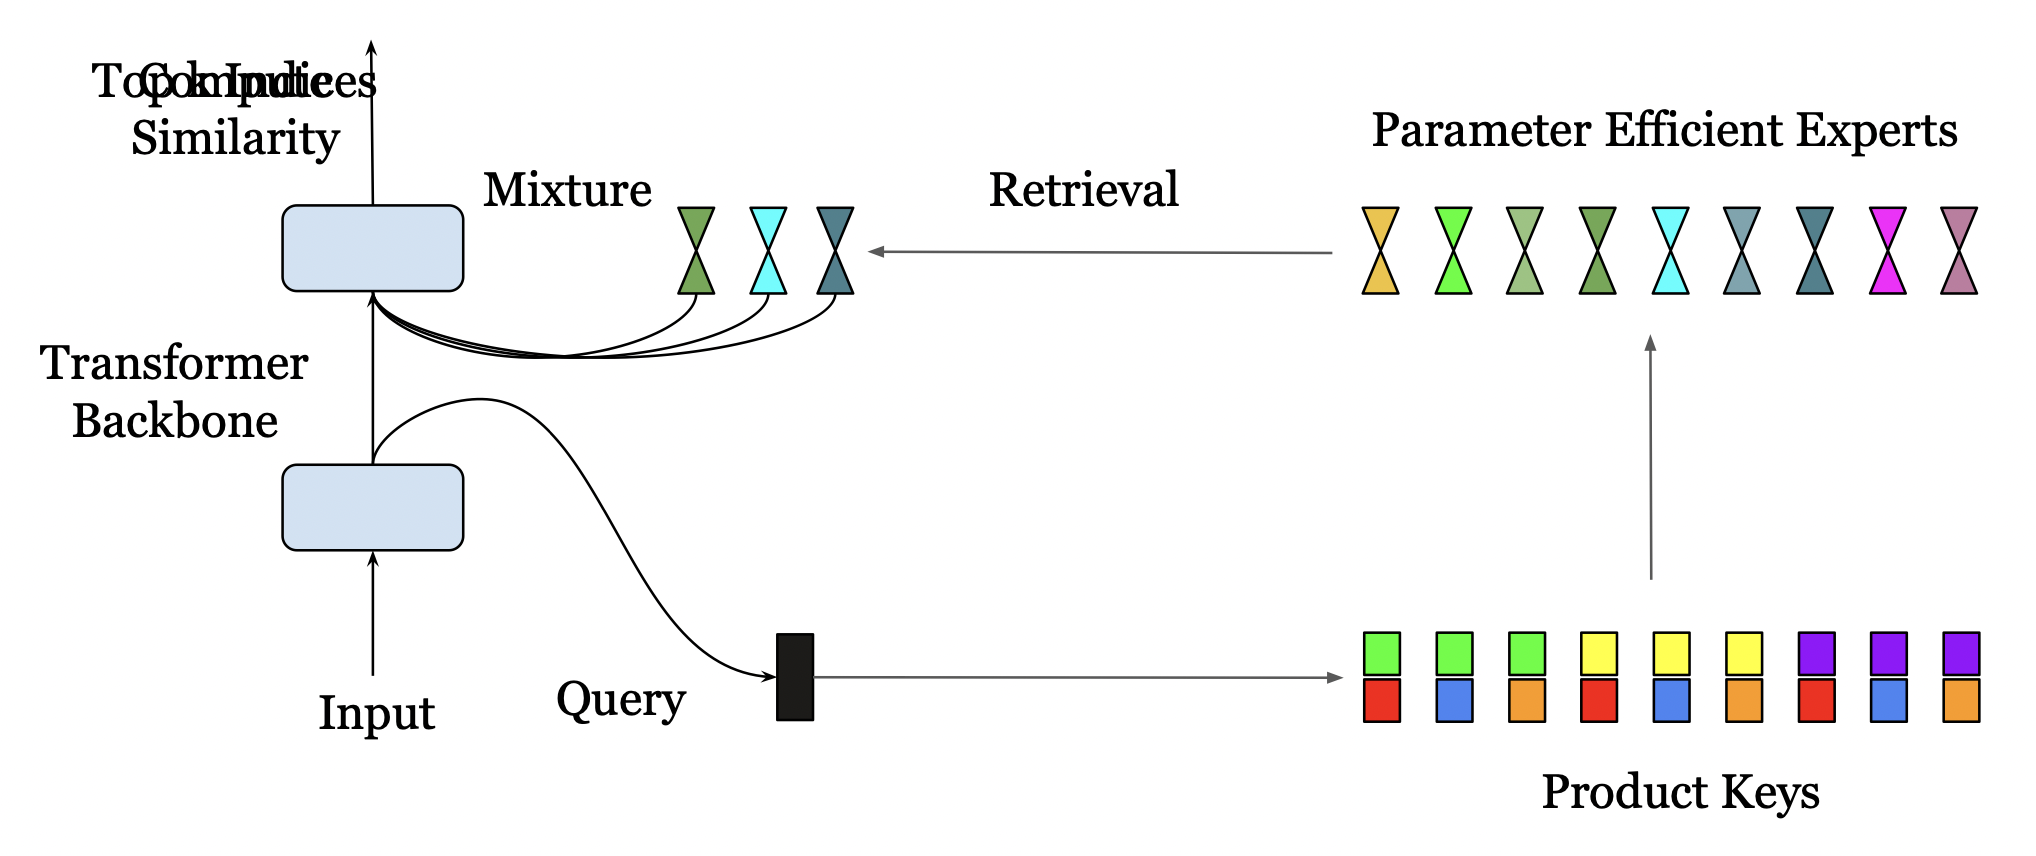 Top k Indices
Compute
Similarity
Parameter Efficient Experts
Mixture
Retrieval
Transformer
Backbone
Input
Query
Product Keys